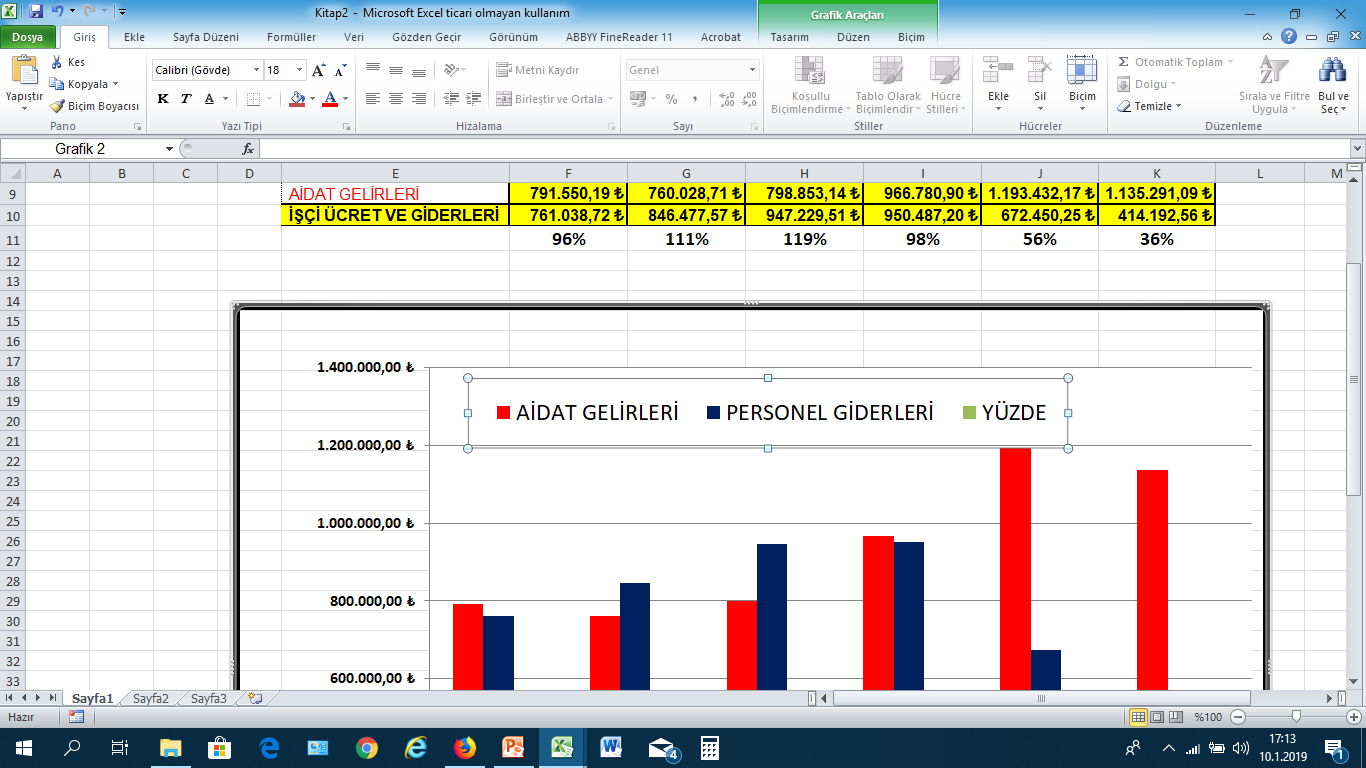 Kitap2 - Microsoft Excel ticari olmayan kullanım
Grafik Araçları
Dosya Giriş Ekle Sayfa Düzeni Formüller Veri Gözden Geçir Görünüm ABBYY FineReader 11 Acrobat Tasarım Düzen Biçim
Yapıştır
Kes
Kopyala
Biçim Boyacısı
Pano
Calibri (Gövde) 18
K T A
Yazı Tipi
Metni Kaydır
Birleştir ve Ortala
Hizalama
Genel
%
Sayı
Koşullu Biçimlendirme
Tablo Olarak Biçimlendir
Hücre Stilleri
Stiller
Ekle Sil Biçim
Hücreler
Σ Otomatik Toplam
Dolgu
Temizle
Sırala ve Filtre Uygula
Bul ve Seç
Düzenleme
Grafik 2 fx
A B C D E F G H I J K L M
9 AİDAT GELİRLERİ 791.550,19 ₺ 760.028,71 ₺ 798.853,14 ₺ 966.780,90 ₺ 1.193.432,17 ₺ 1.135.291,09 ₺
10 İŞÇİ ÜCRET VE GİDERLERİ 761.038,72 ₺ 846.477,57 ₺ 947.229,51 ₺ 950.487,20 ₺ 672.450,25 ₺ 414.192,56 ₺
11 96% 111% 119% 98% 56% 36%
12
13
14
15
16
17
18
19
20
21
22
23
24
25
26
27
28
29
30
31
32
33
1.400.000,00 ₺
AİDAT GELİRLERİ PERSONEL GİDERLERİ YÜZDE
1.200.000,00 ₺
1.000.000,00 ₺
800.000,00 ₺
600.000,00 ₺
Sayfa1 Sayfa2 Sayfa3
Hazır %100
4
17:13
10.1.2019
1